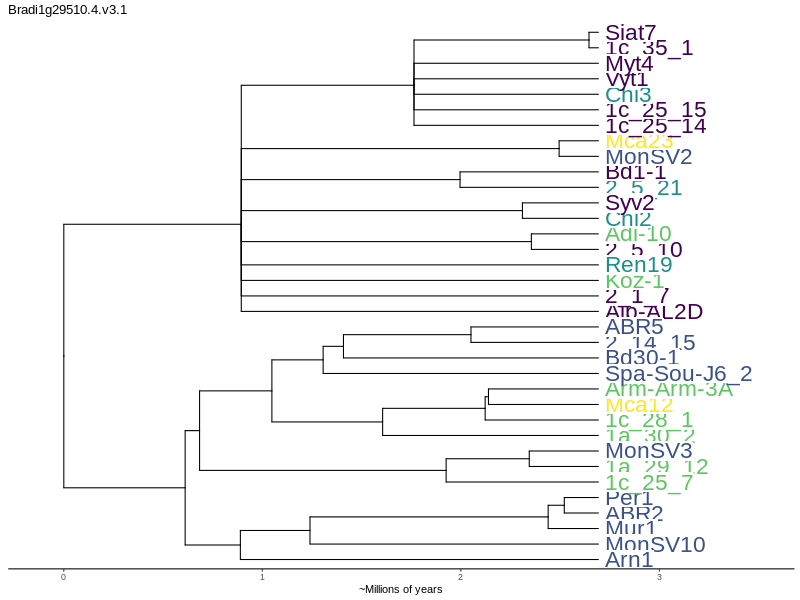 Bradi1g29510.4.v3.1
Siat7
1c_35_1
Myt4
Vyt1
Chi3
1c_25_15
1c_25_14
Mca23
MonSV2
Bd1-1
2_5_21
Syv2
Chi2
Adi-10
2_5_10
Ren19
Koz-1
2_1_7
Alb-AL2D
ABR5
2_14_15
Bd30-1
Spa-Sou-J6_2
Arm-Arm-3A
Mca12
1c_28_1
1a_30_2
MonSV3
1a_29_12
1c_25_7
Per1
ABR2
Mur1
MonSV10
Arn1
0 1 2 3
~Millions of years